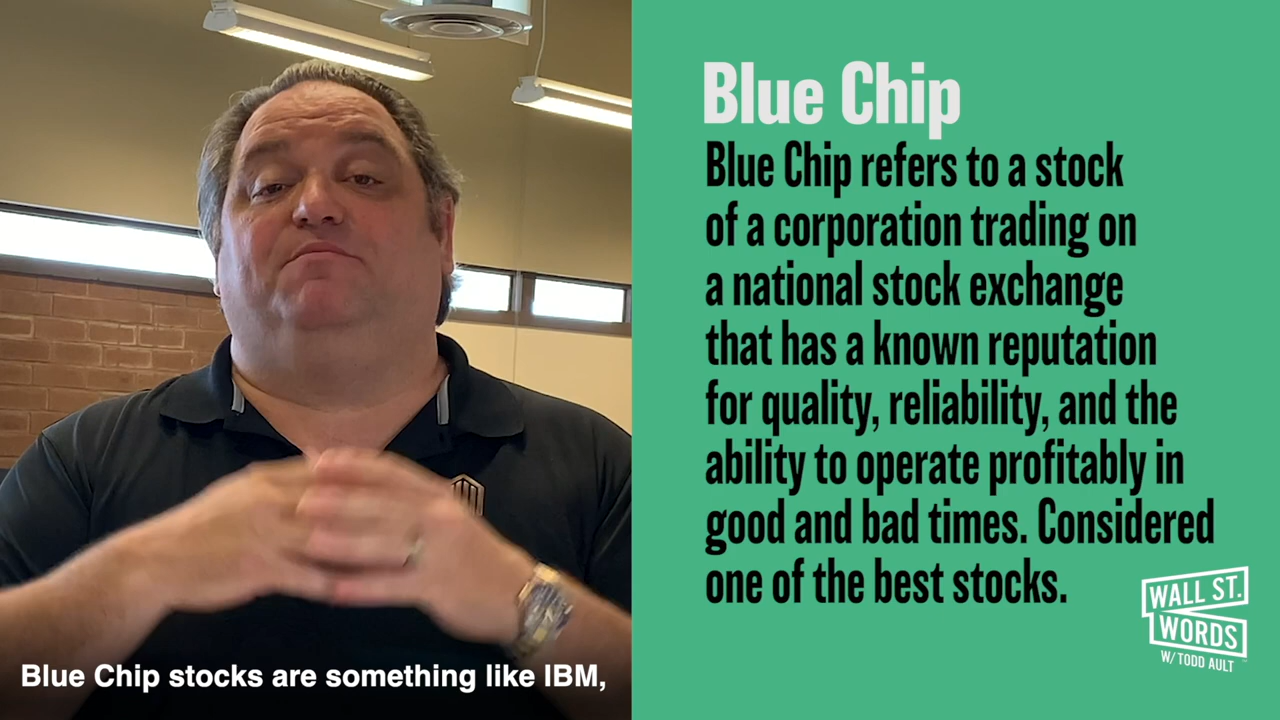 Blue Chip
Blue Chip refers to a stock
of a corporation trading on
a national stock exchange
that has a known reputation
for quality, reliability, and the
ability to operate profitably in
good and bad times. Considered
one of the best stocks.
WALL ST.
WORDS
W/ TODD AULT
Blue Chip stocks are something like IBM,